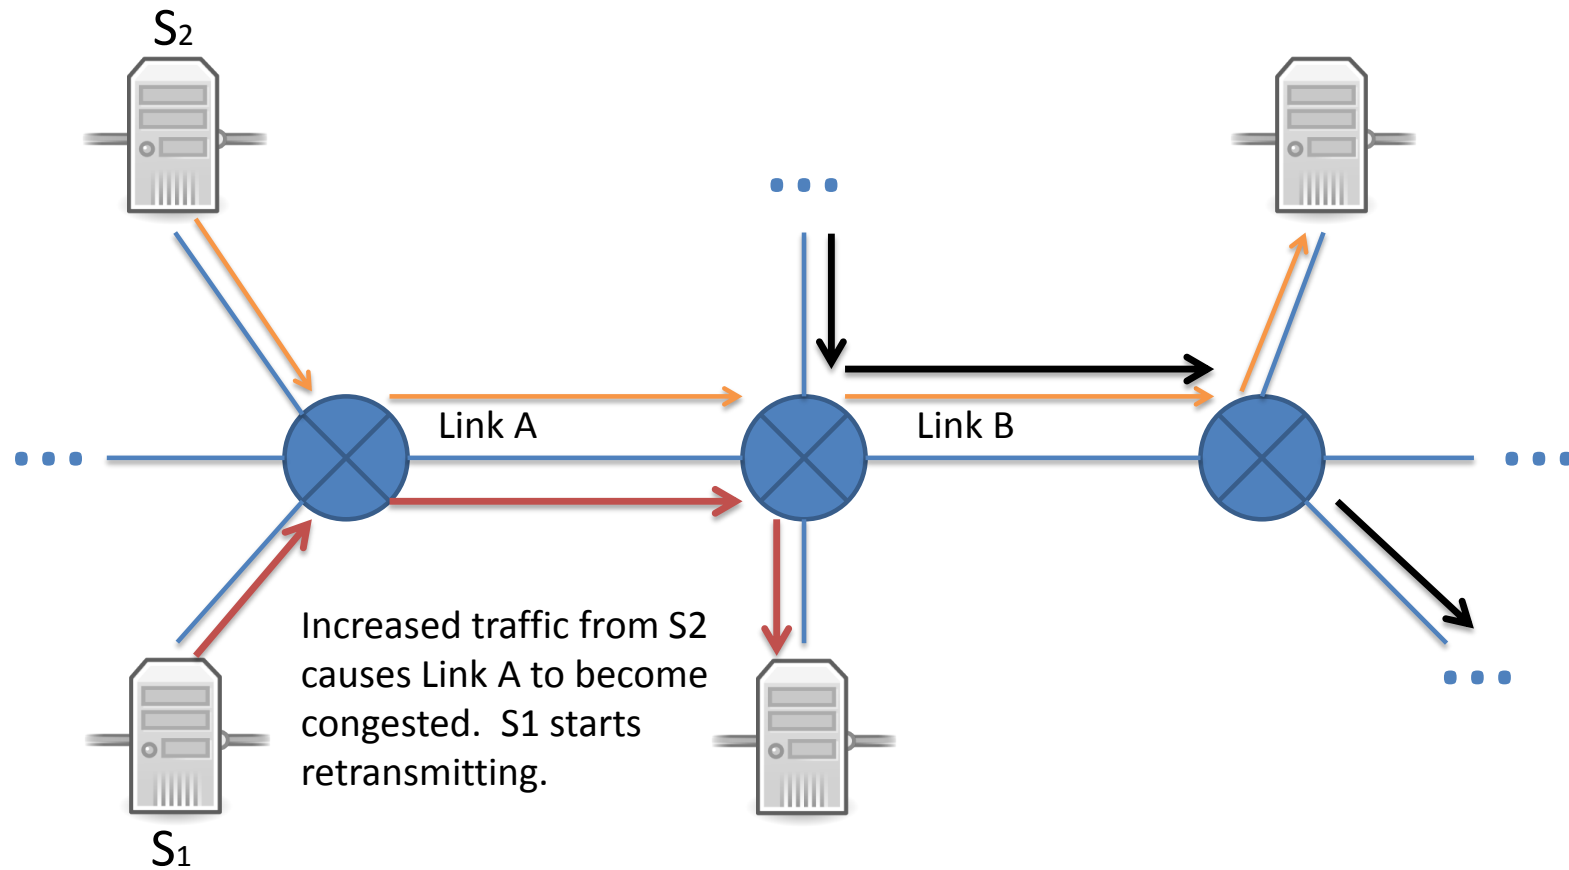 S2
Link A
Link B
Increased traffic from S2
causes Link A to become
congested.  S1 starts
retransmitting.
S1